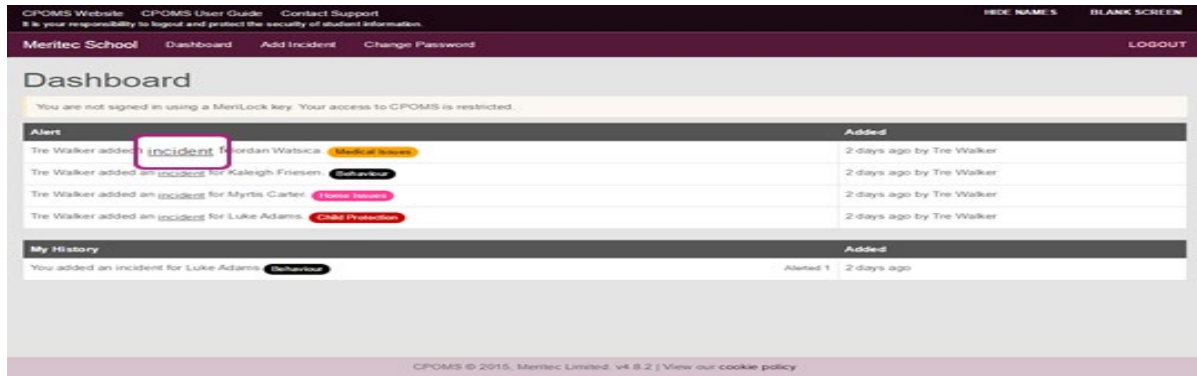 CPOMS Website CPOMS User Guide Contact Support HIDE NAMES BLANK SCREEN
It is your responsibility to logout and protect the security of student information.
Meritec School Dashboard Add Incident Change Password LOGOUT
Dashboard
You are not signed in using a MeriLock key. Your access to CPOMS is restricted.
Alert Added
Tre Walker added incident Jordan Watsica. Medical Issues 2 days ago by Tre Walker
Tre Walker added an incident for Kaleigh Friesen. Behaviour 2 days ago by Tre Walker
Tre Walker added an incident for Myrtis Carter. Home Issues 2 days ago by Tre Walker
Tre Walker added an incident for Luke Adams. Child Protection 2 days ago by Tre Walker
My History Added
You added an incident for Luke Adams. Behaviour Alerted 1 2 days ago
CPOMS © 2015, Meritec Limited. v4.8.2 | View our cookie policy